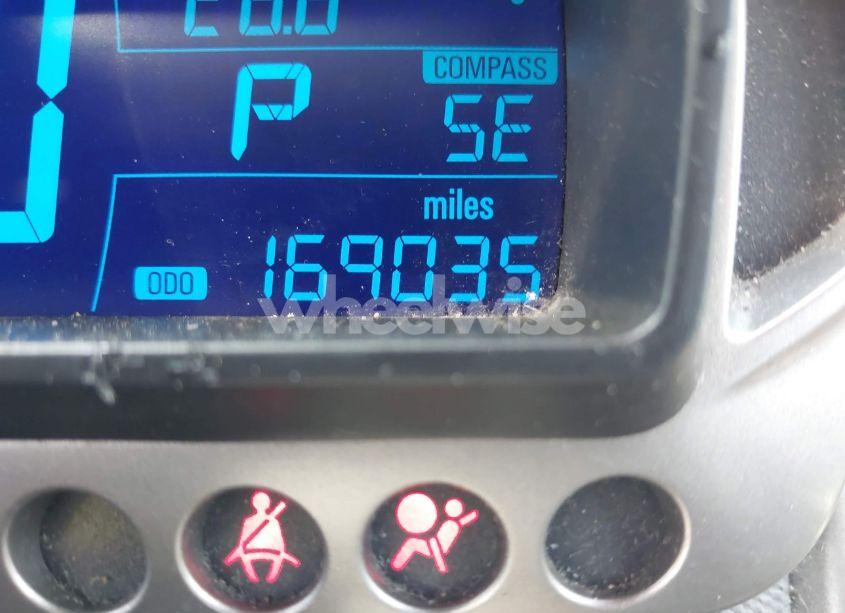 P
COMPASS
SE
miles
ODO 169035
wheelwise